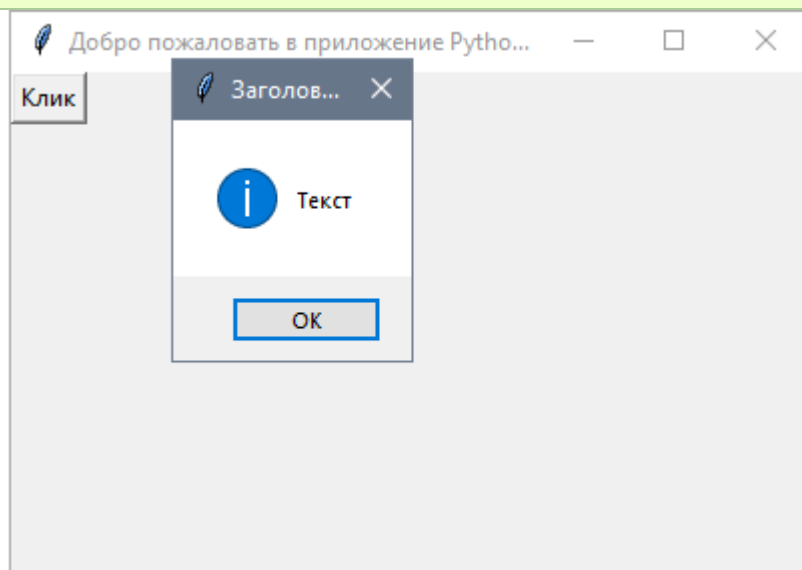 Добро пожаловать в приложение Pytho...
Клик
Заголов...
i
Текст
OK